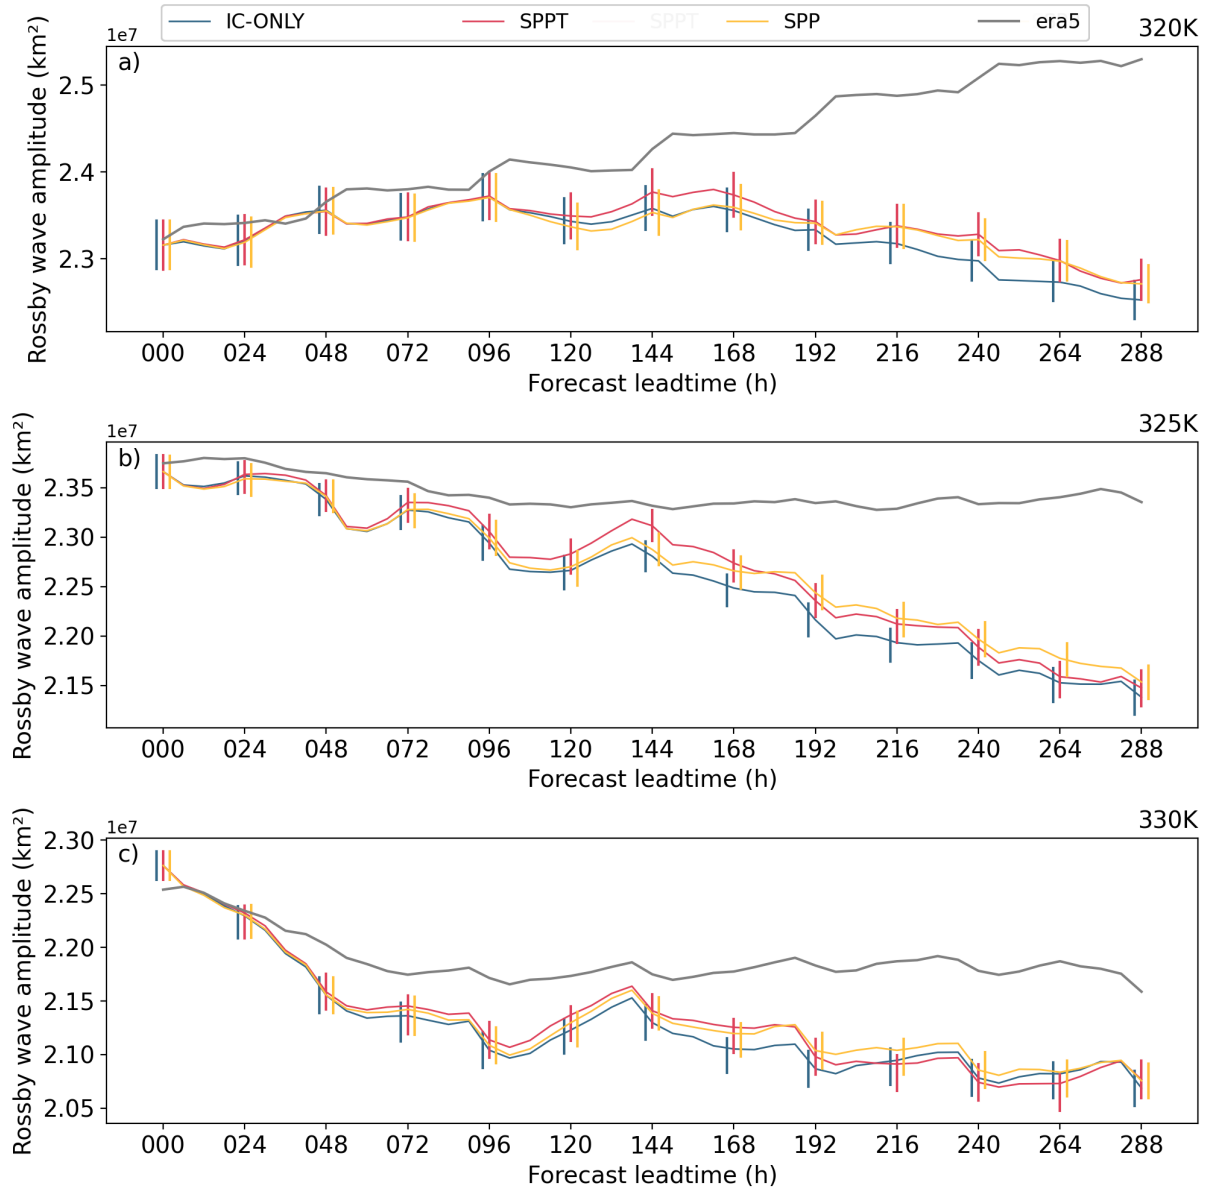 IC-ONLY SPPT SPPT SPP era5
1e7 320K
a)
Rossby wave amplitude (km²)
2.5
2.4
2.3
000 024 048 072 096 120 144 168 192 216 240 264 288
Forecast leadtime (h)
1e7 325K
b)
Rossby wave amplitude (km²)
2.35
2.30
2.25
2.20
2.15
000 024 048 072 096 120 144 168 192 216 240 264 288
Forecast leadtime (h)
1e7 330K
c)
Rossby wave amplitude (km²)
2.30
2.25
2.20
2.15
2.10
2.05
000 024 048 072 096 120 144 168 192 216 240 264 288
Forecast leadtime (h)